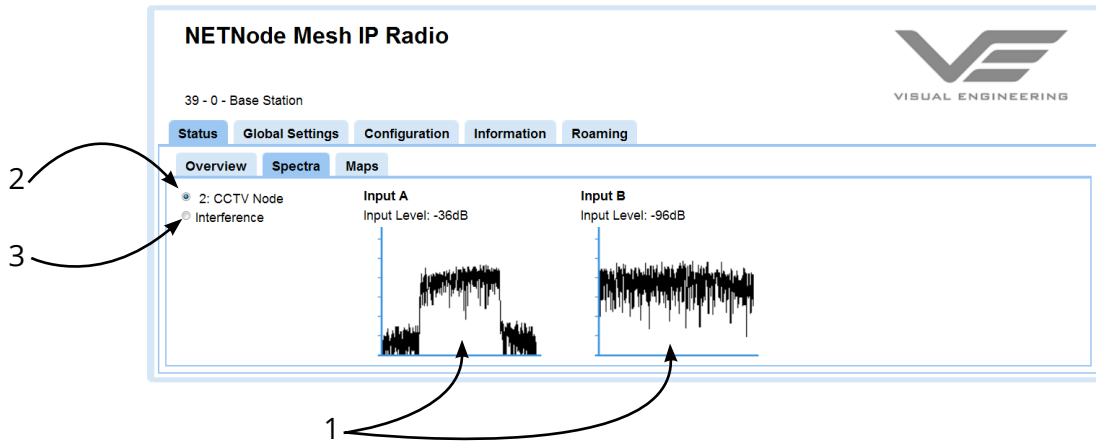 NETNode Mesh IP Radio
VISUAL ENGINEERING
39 - 0 - Base Station
Status Global Settings Configuration Information Roaming
Overview Spectra Maps
2
2: CCTV Node
Interference
3
Input A
Input Level: -36dB
Input B
Input Level: -96dB
1